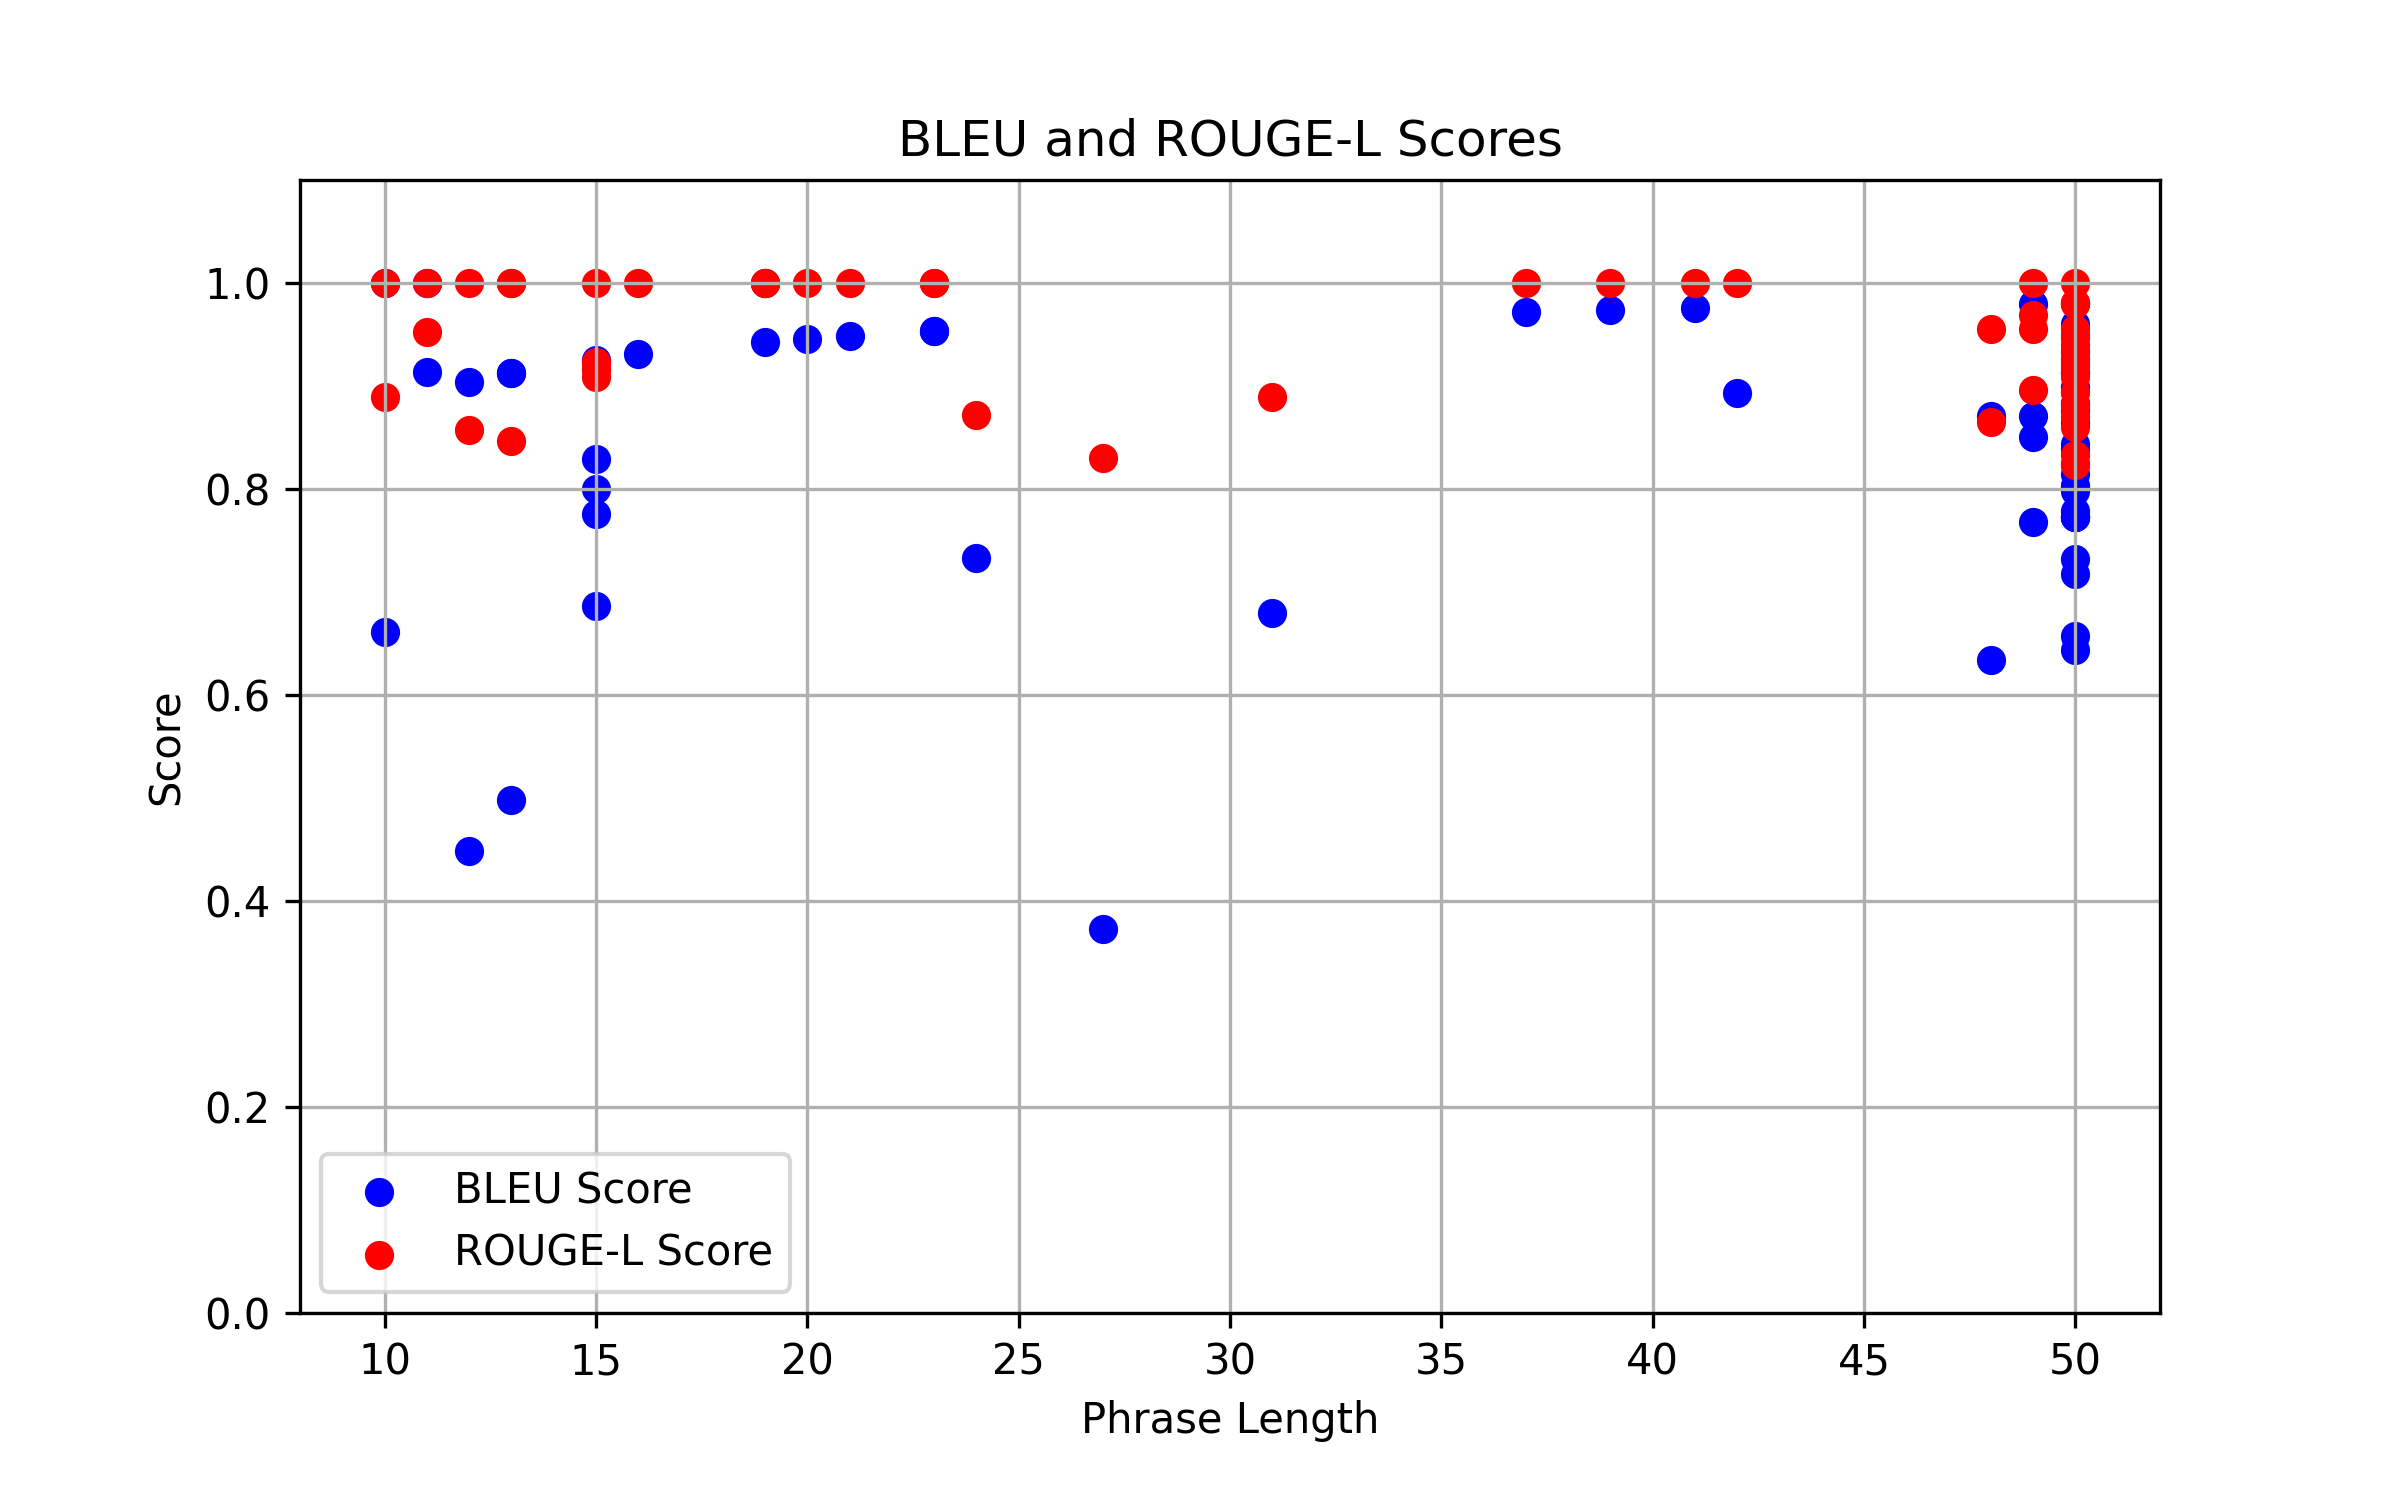 BLEU and ROUGE-L Scores
1.0
0.8
0.6
0.4
0.2
0.0
Score
BLEU Score
ROUGE-L Score
10 15 20 25 30 35 40 45 50
Phrase Length